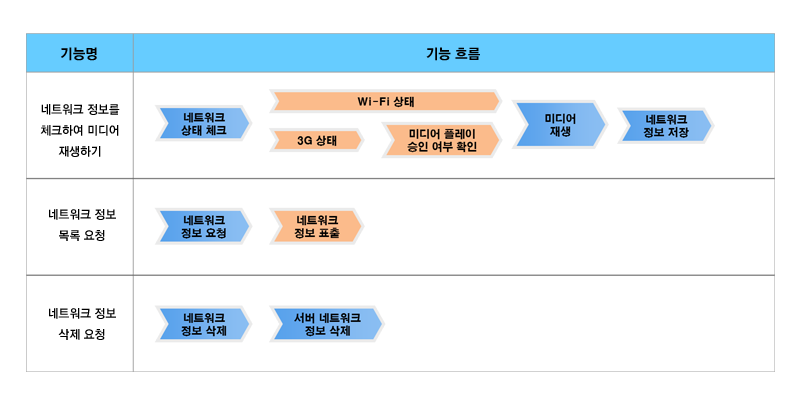 기능명
기능 흐름
네트워크 정보를
체크하여 미디어
재생하기
네트워크
상태 체크
Wi-Fi 상태
3G 상태
미디어 플레이
승인 여부 확인
미디어
재생
네트워크
정보 저장
네트워크 정보
목록 요청
네트워크
정보 요청
네트워크
정보 표출
네트워크 정보
삭제 요청
네트워크
정보 삭제
서버 네트워크
정보 삭제